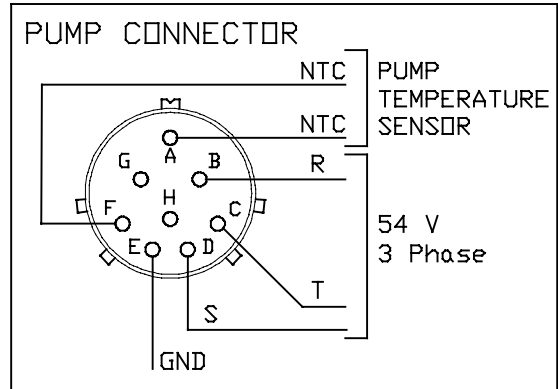 PUMP CONNECTOR
NTC
PUMP
TEMPERATURE
SENSOR
NTC
A
R
G
B
H
F
C
54 V
3 Phase
E
D
T
S
GND